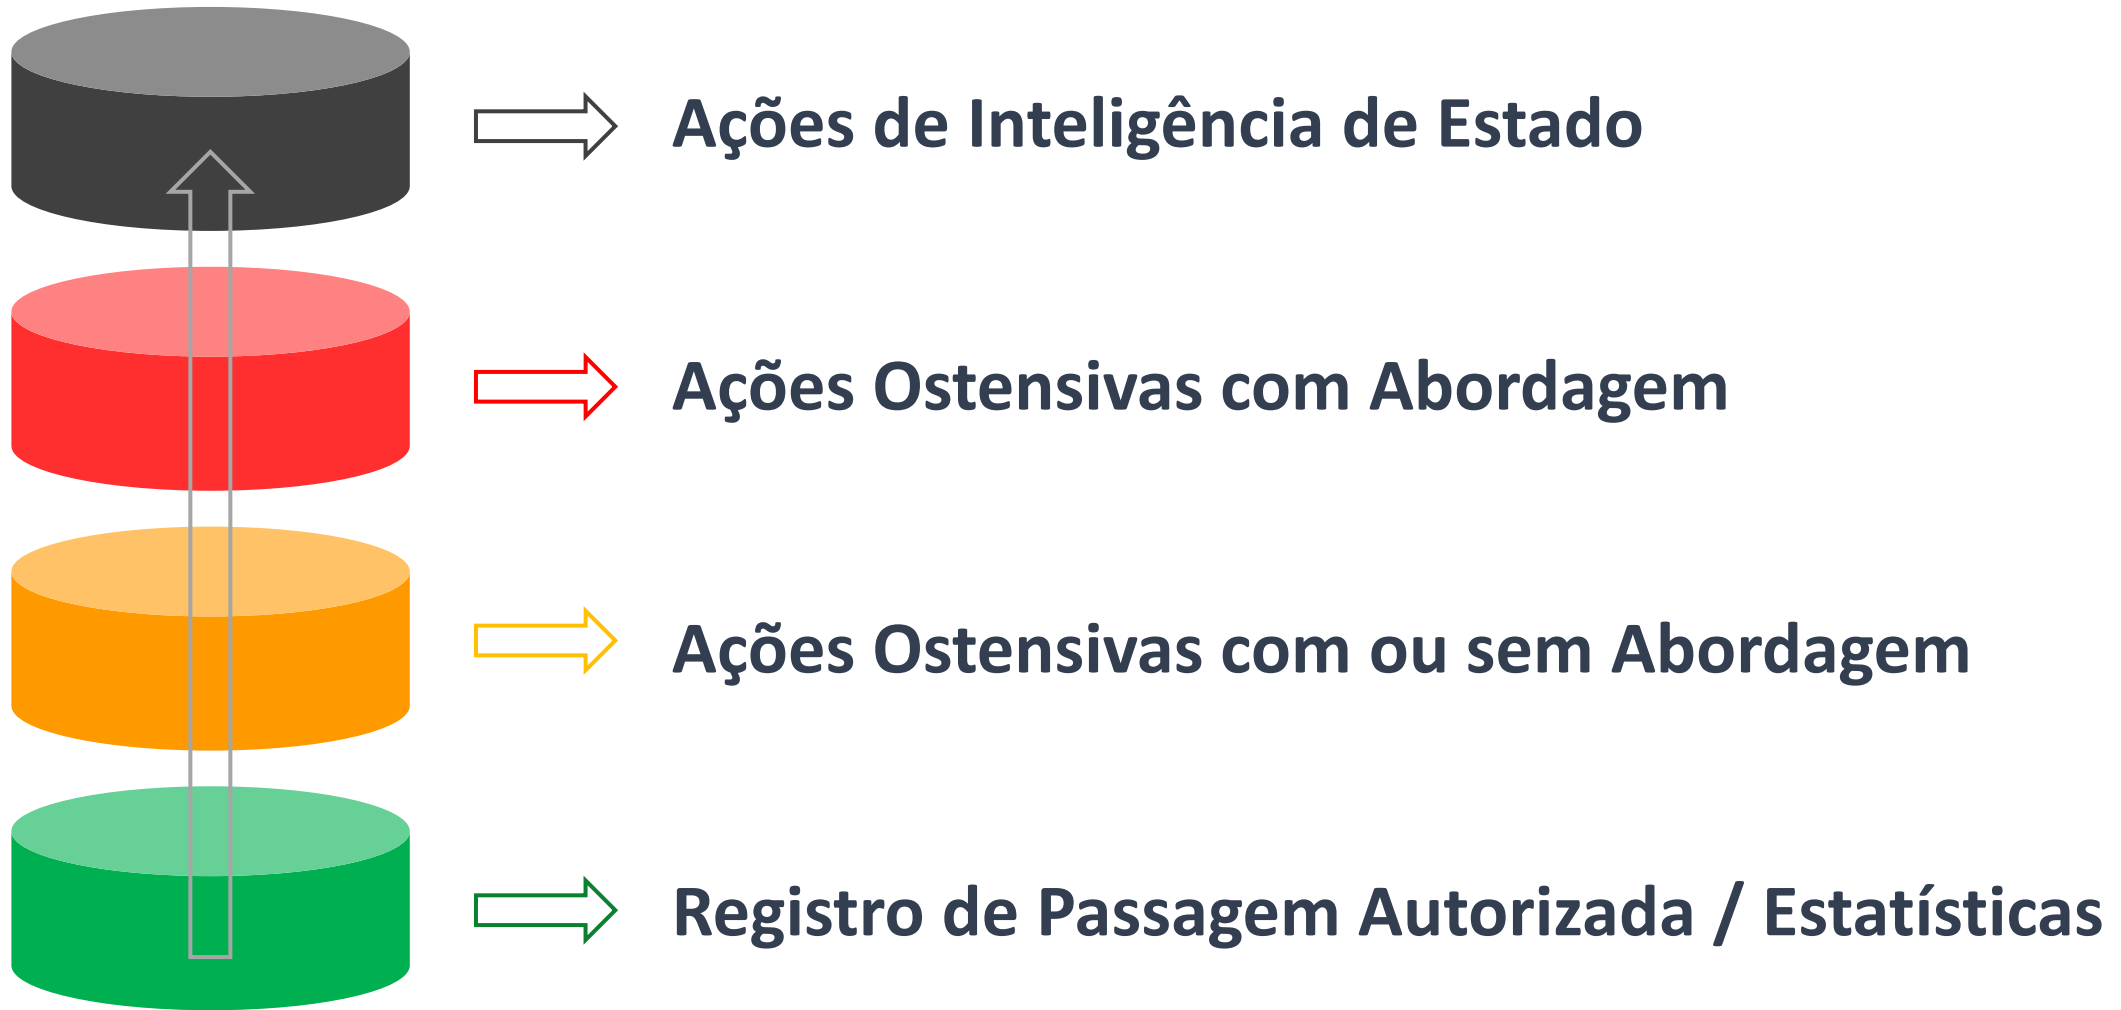 Ações de Inteligência de Estado
Ações Ostensivas com Abordagem
Ações Ostensivas com ou sem Abordagem
Registro de Passagem Autorizada / Estatísticas